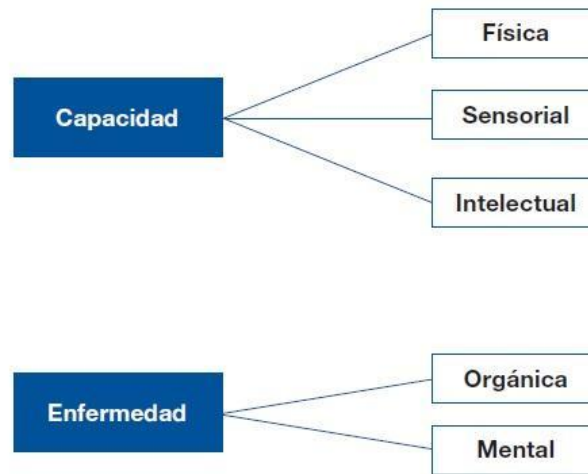 Capacidad
Física
Sensorial
Intelectual
Enfermedad
Orgánica
Mental